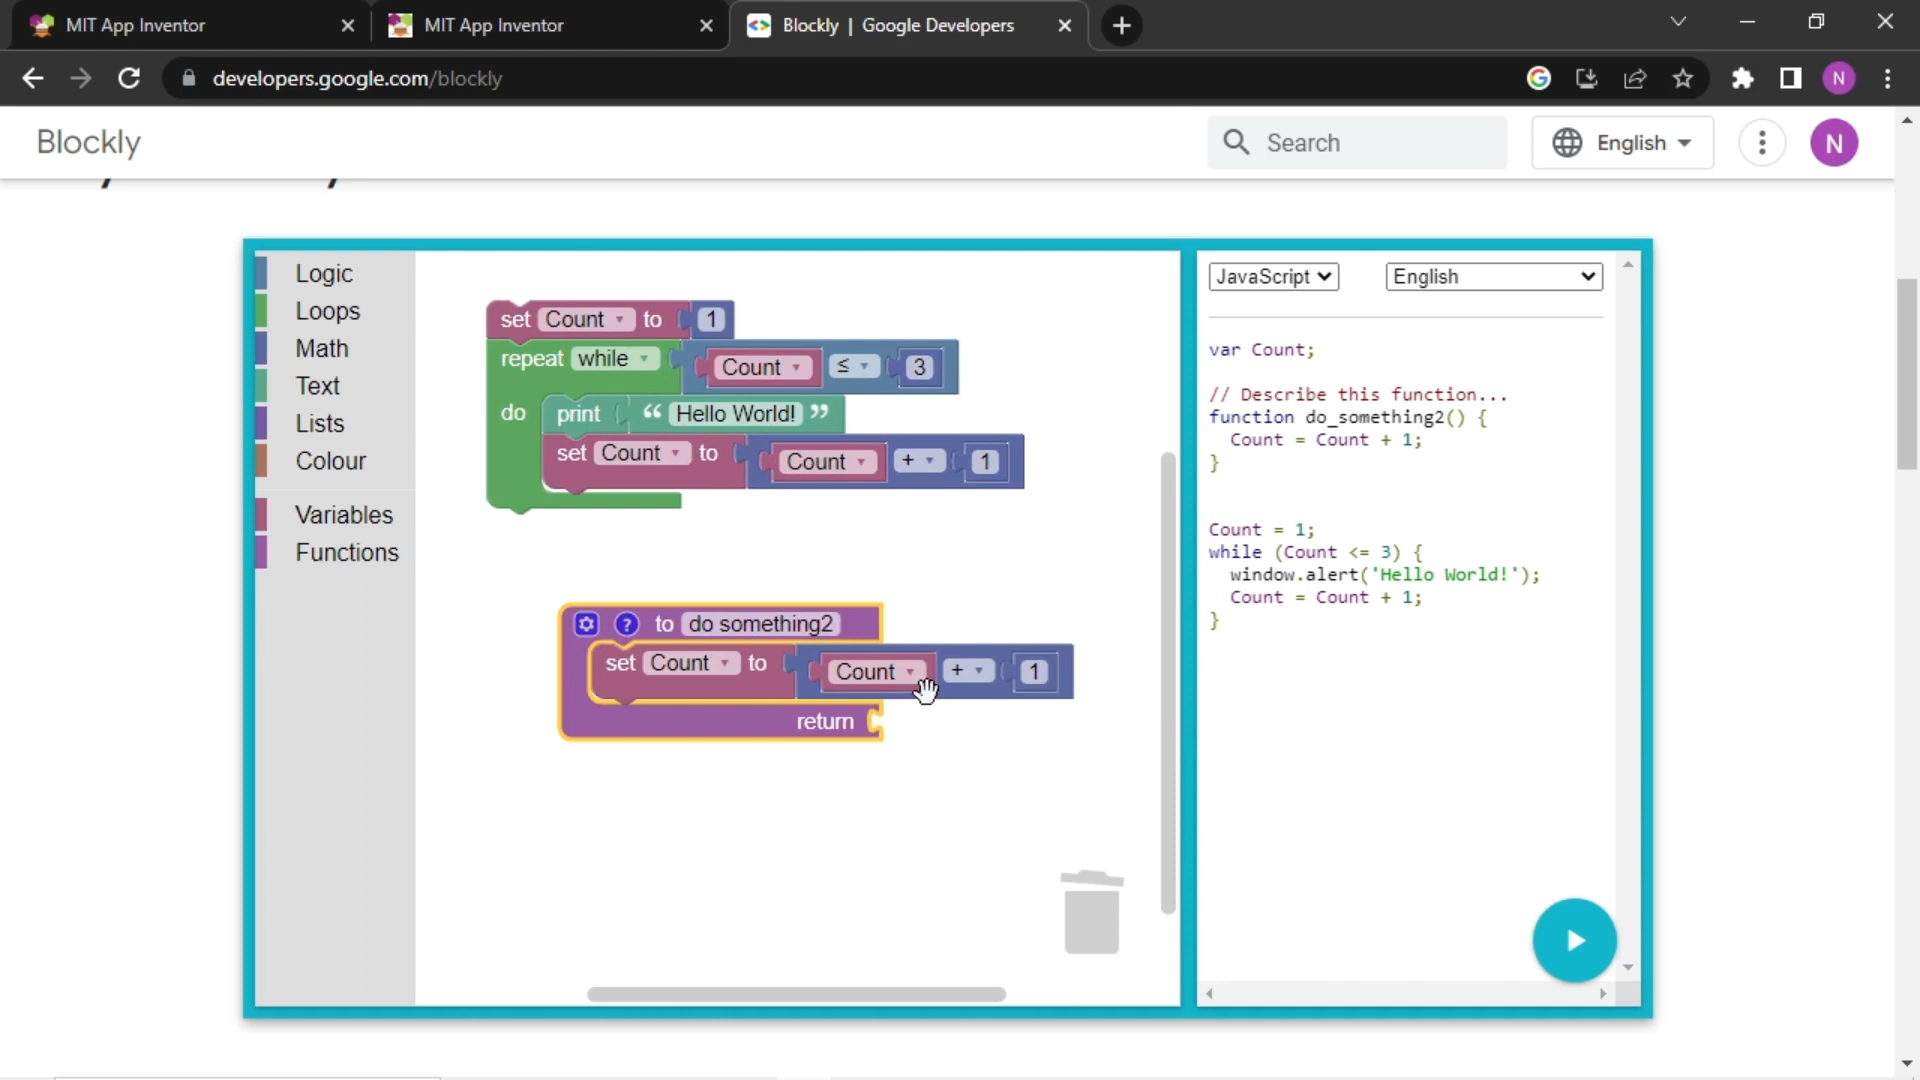 MIT App Inventor
MIT App Inventor
Blockly | Google Developers
developers.google.com/blockly
N
Blockly
Search
English
N
Logic
Loops
Math
Text
Lists
Colour
Variables
Functions
set Count to 1
repeat while Count ≤ 3
do print “ Hello World! ”
set Count to Count + 1
? to do something2
set Count to Count + 1
return
JavaScript English
var Count;
// Describe this function...
function do_something2() {
Count = Count + 1;
}
Count = 1;
while (Count <= 3) {
window.alert('Hello World!');
Count = Count + 1;
}